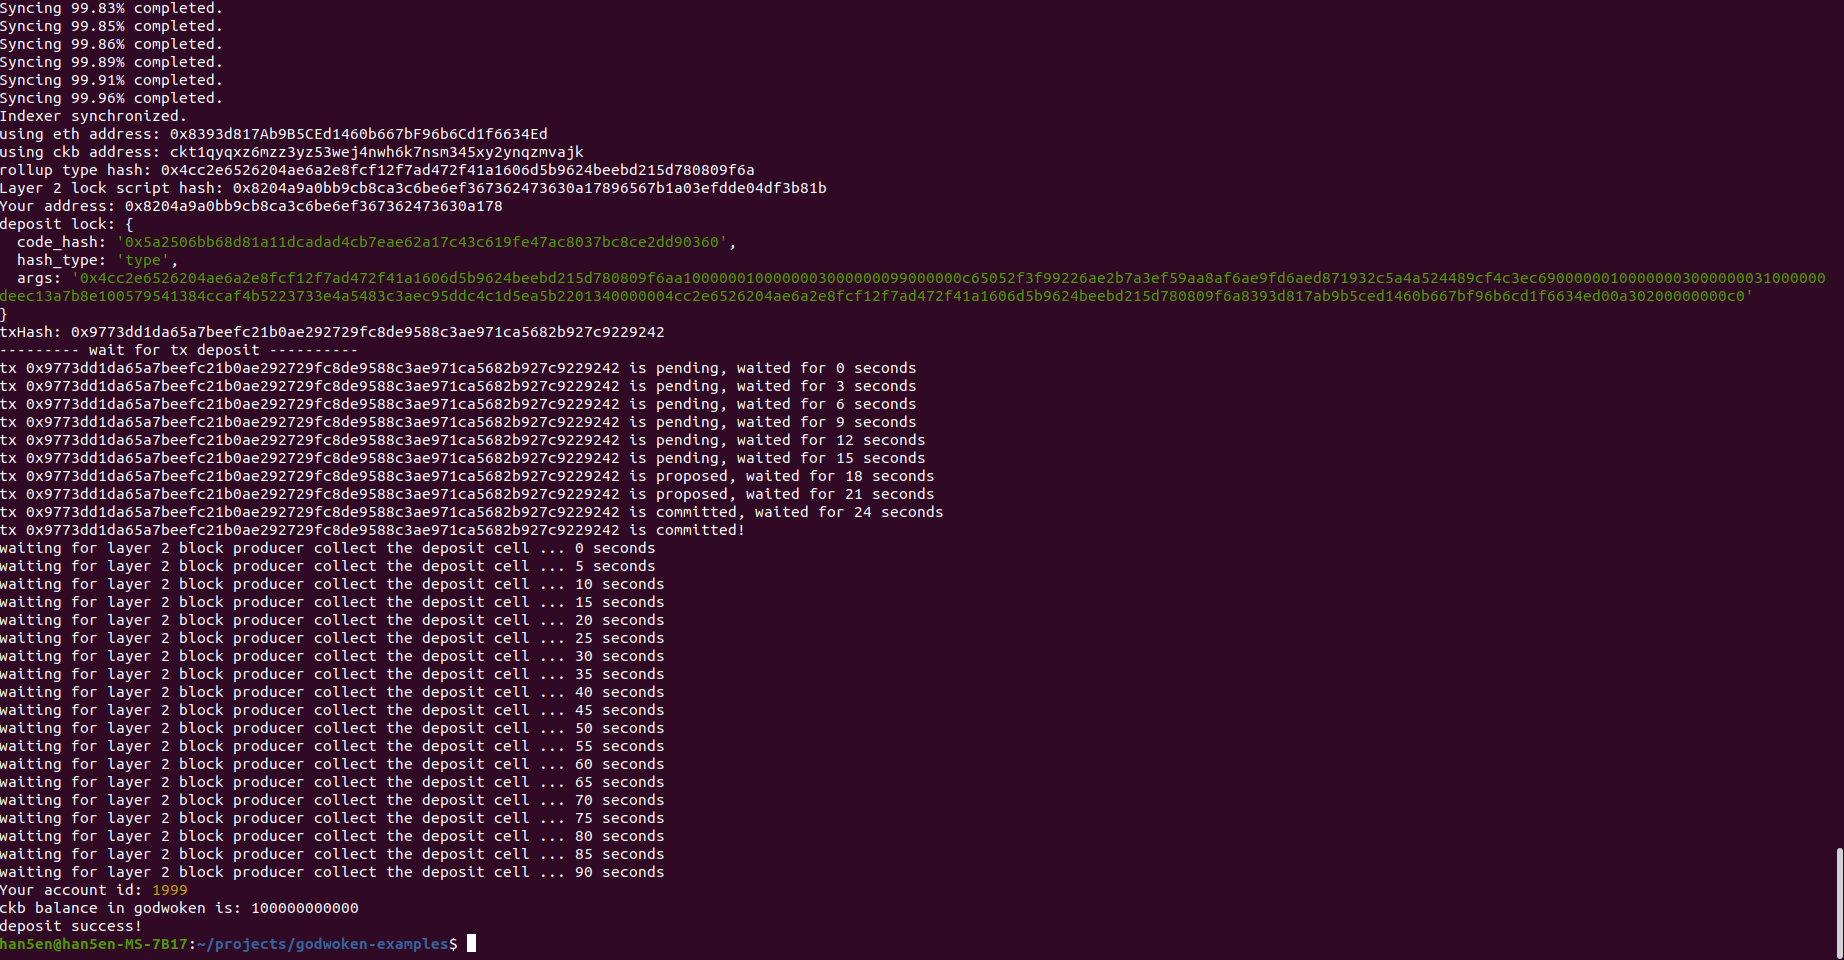 Syncing 99.83% completed.
Syncing 99.85% completed.
Syncing 99.86% completed.
Syncing 99.89% completed.
Syncing 99.91% completed.
Syncing 99.96% completed.
Indexer synchronized.
using eth address: 0x8393d817Ab9B5CEd1460b667bF96b6Cd1f6634Ed
using ckb address: ckt1qyqxz6mzz3yz53wej4nwh6k7nsm345xy2ynqzmvajk
rollup type hash: 0x4cc2e6526204ae6a2e8fcf12f7ad472f41a1606d5b9624beebd215d780809f6a
Layer 2 lock script hash: 0x8204a9a0bb9cb8ca3c6be6ef367362473630a17896567b1a03efdde04df3b81b
Your address: 0x8204a9a0bb9cb8ca3c6be6ef367362473630a178
deposit lock: {
  code_hash: '0x5a2506bb68d81a11dcadad4cb7eae62a17c43c619fe47ac8037bc8ce2dd90360',
  hash_type: 'type',
  args: '0x4cc2e6526204ae6a2e8fcf12f7ad472f41a1606d5b9624beebd215d780809f6aa10000001000000030000000099000000c65052f3f99226ae2b7a3ef59aa8af6ae9fd6aed871932c5a4a524489cf4c3ec69000000010000000300000003100000
deec13a7b8e100579541384ccaf4b5223733e4a5483c3aec95ddc4c1d5ea5b2201340000004cc2e6526204ae6a2e8fcf12f7ad472f41a1606d5b9624beebd215d780809f6a8393d817ab9b5ced1460b667bf96b6cd1f6634ed00a30200000000c0'
}
txHash: 0x9773dd1da65a7beefc21b0ae292729fc8de9588c3ae971ca5682b927c9229242
--------- wait for tx deposit ----------
tx 0x9773dd1da65a7beefc21b0ae292729fc8de9588c3ae971ca5682b927c9229242 is pending, waited for 0 seconds
tx 0x9773dd1da65a7beefc21b0ae292729fc8de9588c3ae971ca5682b927c9229242 is pending, waited for 3 seconds
tx 0x9773dd1da65a7beefc21b0ae292729fc8de9588c3ae971ca5682b927c9229242 is pending, waited for 6 seconds
tx 0x9773dd1da65a7beefc21b0ae292729fc8de9588c3ae971ca5682b927c9229242 is pending, waited for 9 seconds
tx 0x9773dd1da65a7beefc21b0ae292729fc8de9588c3ae971ca5682b927c9229242 is pending, waited for 12 seconds
tx 0x9773dd1da65a7beefc21b0ae292729fc8de9588c3ae971ca5682b927c9229242 is pending, waited for 15 seconds
tx 0x9773dd1da65a7beefc21b0ae292729fc8de9588c3ae971ca5682b927c9229242 is proposed, waited for 18 seconds
tx 0x9773dd1da65a7beefc21b0ae292729fc8de9588c3ae971ca5682b927c9229242 is proposed, waited for 21 seconds
tx 0x9773dd1da65a7beefc21b0ae292729fc8de9588c3ae971ca5682b927c9229242 is committed, waited for 24 seconds
tx 0x9773dd1da65a7beefc21b0ae292729fc8de9588c3ae971ca5682b927c9229242 is committed!
waiting for layer 2 block producer collect the deposit cell ... 0 seconds
waiting for layer 2 block producer collect the deposit cell ... 5 seconds
waiting for layer 2 block producer collect the deposit cell ... 10 seconds
waiting for layer 2 block producer collect the deposit cell ... 15 seconds
waiting for layer 2 block producer collect the deposit cell ... 20 seconds
waiting for layer 2 block producer collect the deposit cell ... 25 seconds
waiting for layer 2 block producer collect the deposit cell ... 30 seconds
waiting for layer 2 block producer collect the deposit cell ... 35 seconds
waiting for layer 2 block producer collect the deposit cell ... 40 seconds
waiting for layer 2 block producer collect the deposit cell ... 45 seconds
waiting for layer 2 block producer collect the deposit cell ... 50 seconds
waiting for layer 2 block producer collect the deposit cell ... 55 seconds
waiting for layer 2 block producer collect the deposit cell ... 60 seconds
waiting for layer 2 block producer collect the deposit cell ... 65 seconds
waiting for layer 2 block producer collect the deposit cell ... 70 seconds
waiting for layer 2 block producer collect the deposit cell ... 75 seconds
waiting for layer 2 block producer collect the deposit cell ... 80 seconds
waiting for layer 2 block producer collect the deposit cell ... 85 seconds
waiting for layer 2 block producer collect the deposit cell ... 90 seconds
Your account id: 1999
ckb balance in godwoken is: 100000000000
deposit success!
han5en@han5en-MS-7B17:~/projects/godwoken-examples$